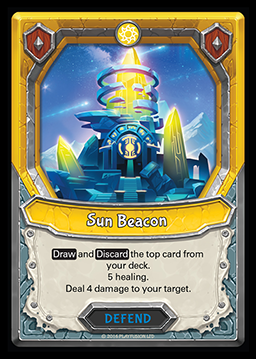 Sun Beacon
Draw and Discard the top card from
your deck.
5 healing.
Deal 4 damage to your target.
DEFEND
© 2014 PLAYFUSION LTD.